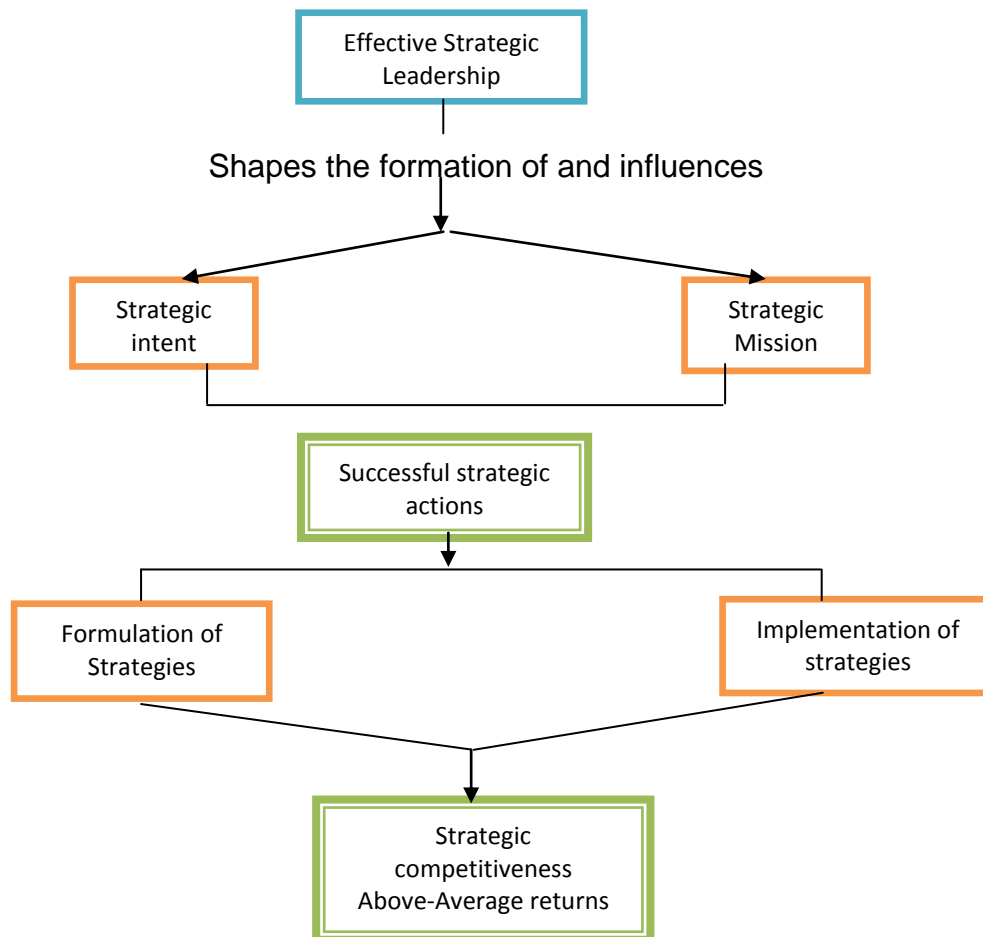 Effective Strategic
Leadership
Shapes the formation of and influences
Strategic
intent
Strategic
Mission
Successful strategic
actions
Formulation of
Strategies
Implementation of
strategies
Strategic
competitiveness
Above-Average returns